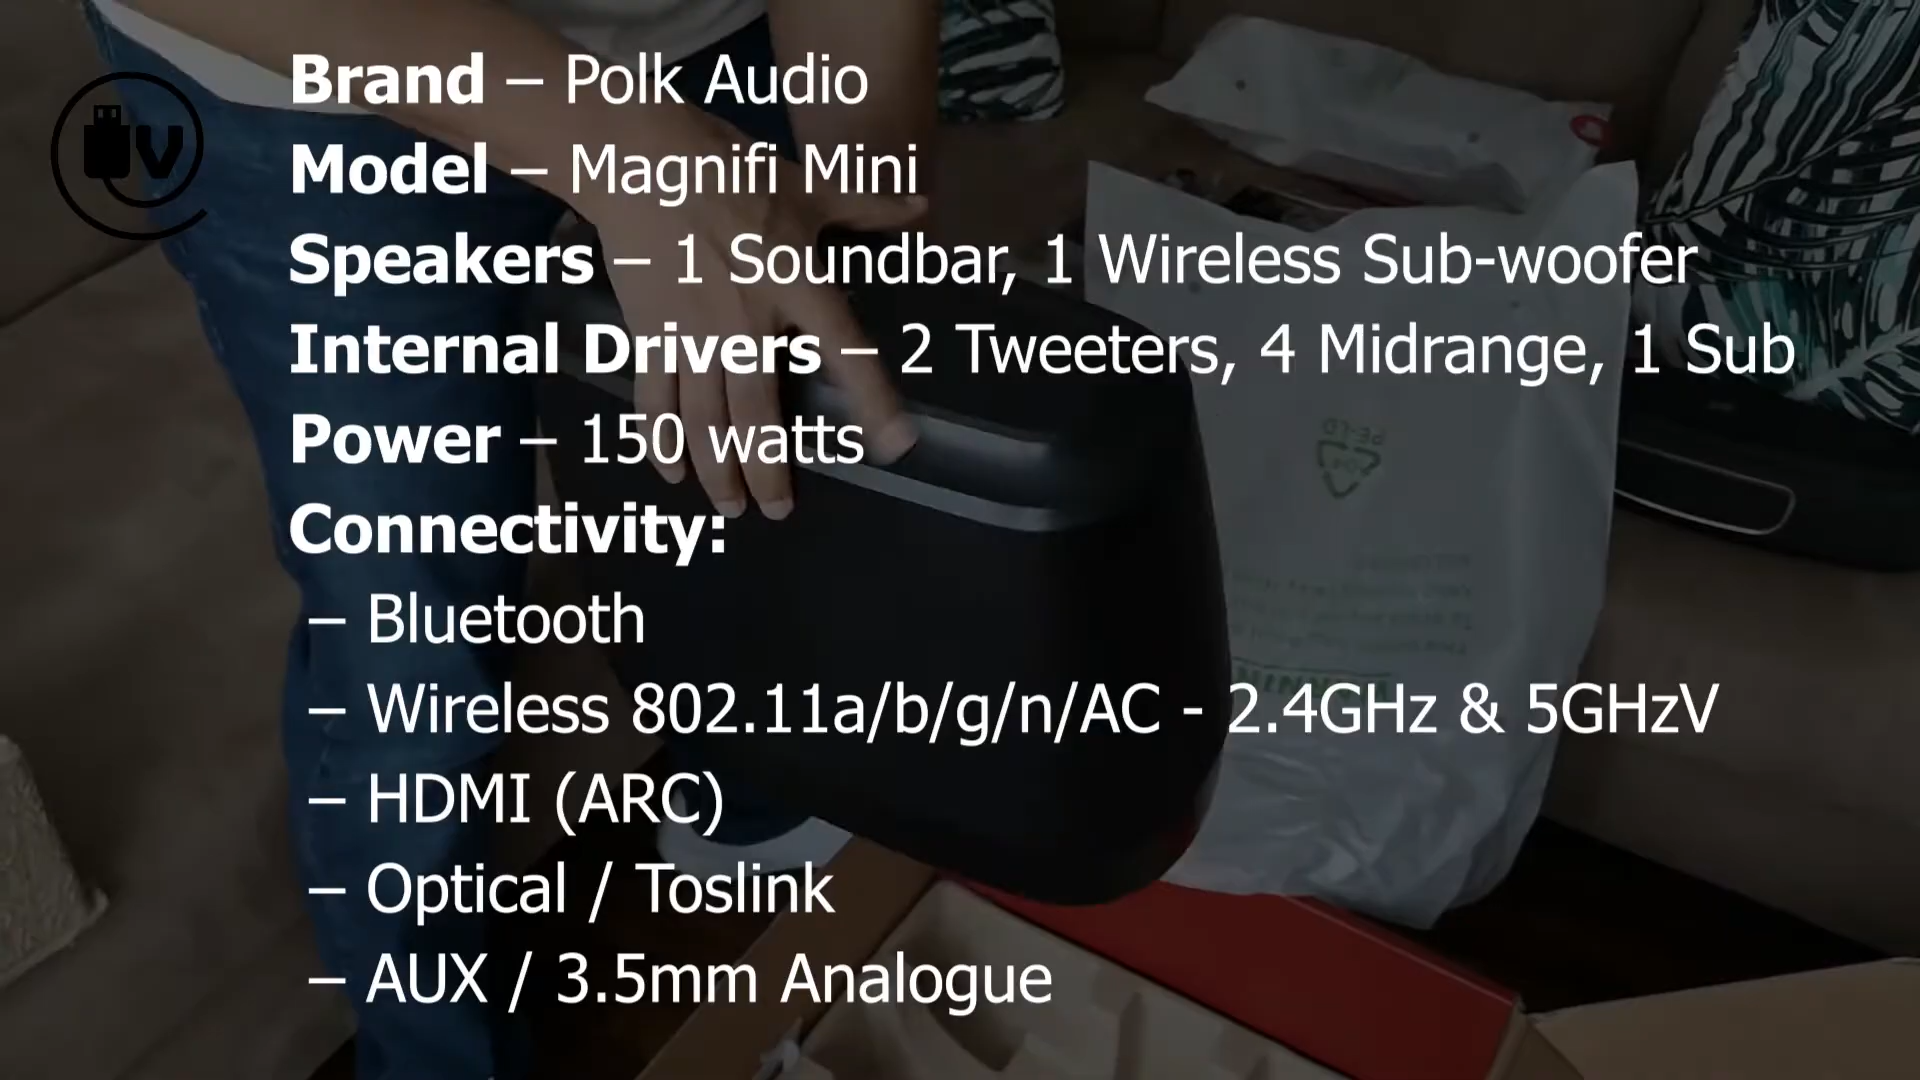 Brand – Polk Audio
Model – Magnifi Mini
Speakers – 1 Soundbar, 1 Wireless Sub-woofer
Internal Drivers – 2 Tweeters, 4 Midrange, 1 Sub
Power – 150 watts
Connectivity:
– Bluetooth
– Wireless 802.11a/b/g/n/AC - 2.4GHz & 5GHzV
– HDMI (ARC)
– Optical / Toslink
– AUX / 3.5mm Analogue
V
PE-LD